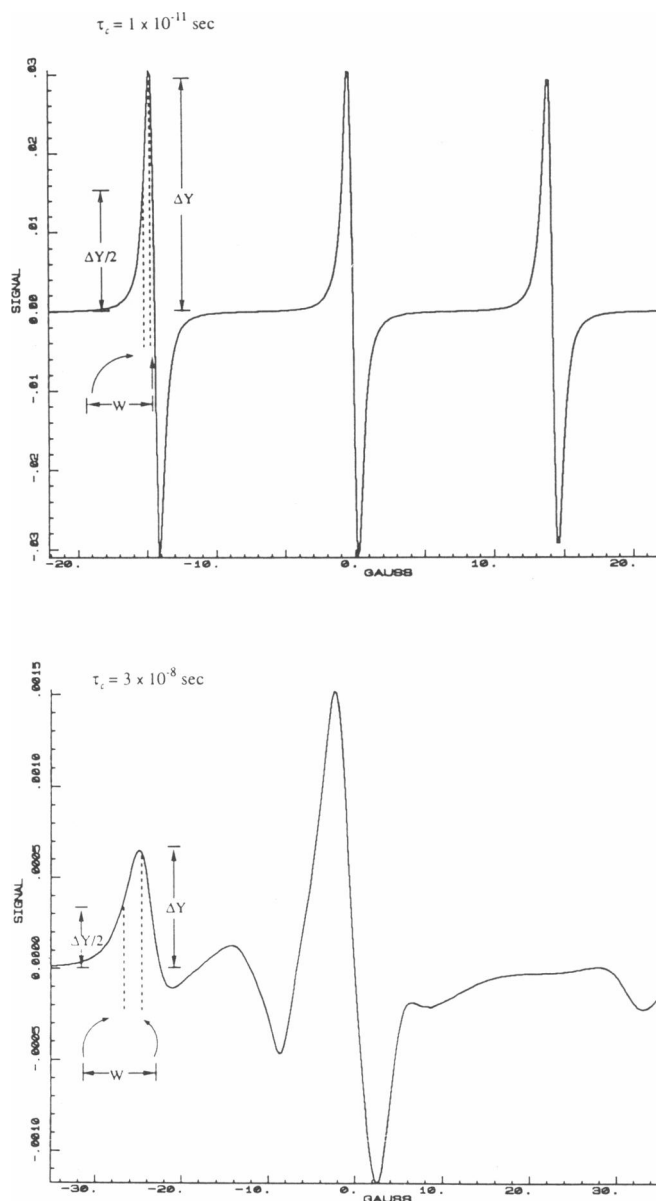 τc = 1 x 10⁻¹¹ sec
.03
.02
.01
.00
-.01
-.02
-.03
SIGNAL
ΔY
ΔY/2
W
-20.
-10.
0.
10.
20.
GAUSS
τc = 3 x 10⁻⁸ sec
.0015
.0010
.0005
0.0000
-.0005
-.0010
SIGNAL
ΔY
ΔY/2
W
-30.
-20.
-10.
0.
10.
20.
30.
GAUSS